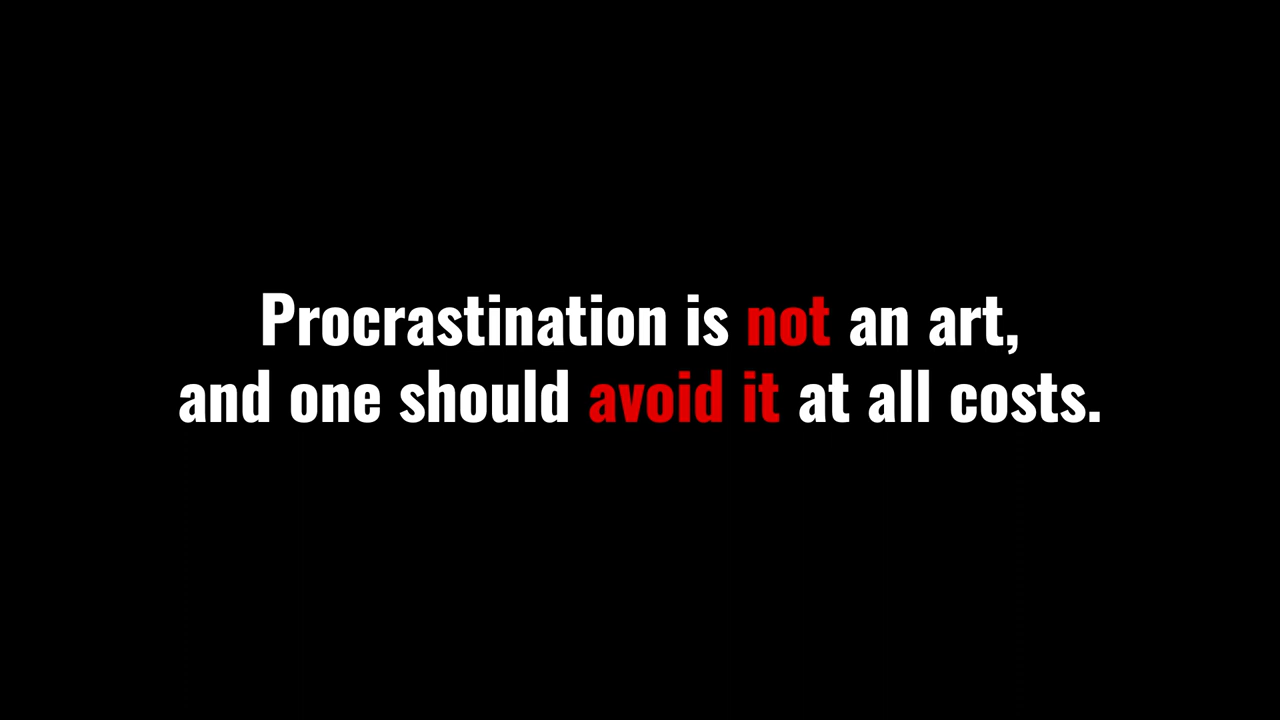 Procrastination is not an art,
and one should avoid it at all costs.